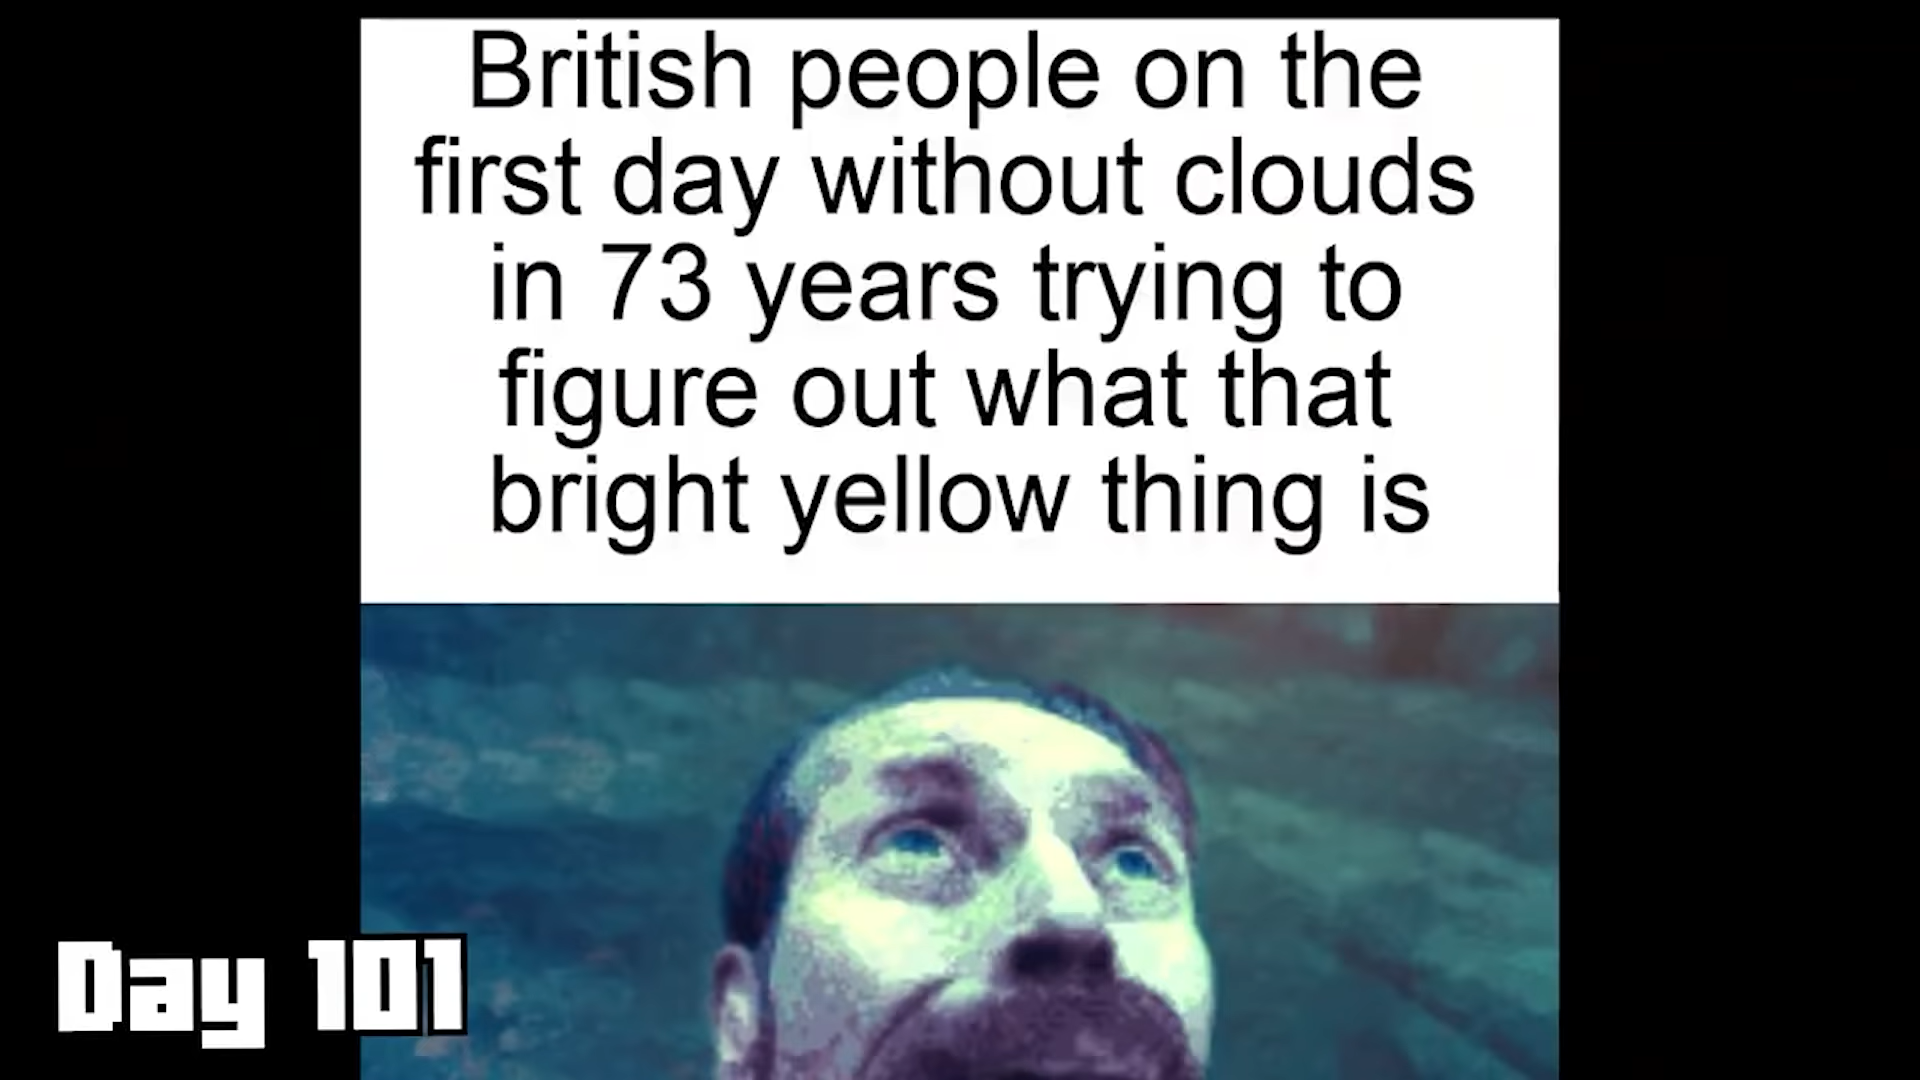 British people on the
first day without clouds
in 73 years trying to
figure out what that
bright yellow thing is
Day 101